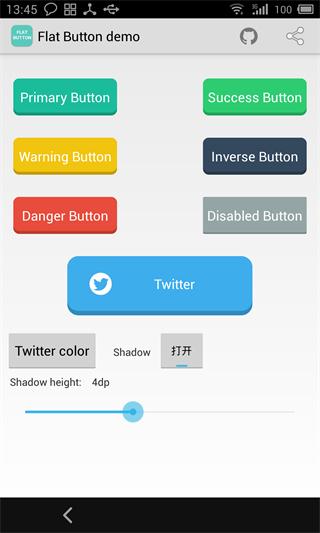 13:45
3G
100
FLAT
BUTTON
Flat Button demo
Primary Button
Success Button
Warning Button
Inverse Button
Danger Button
Disabled Button
Twitter
Twitter color
Shadow
打开
Shadow height:
4dp